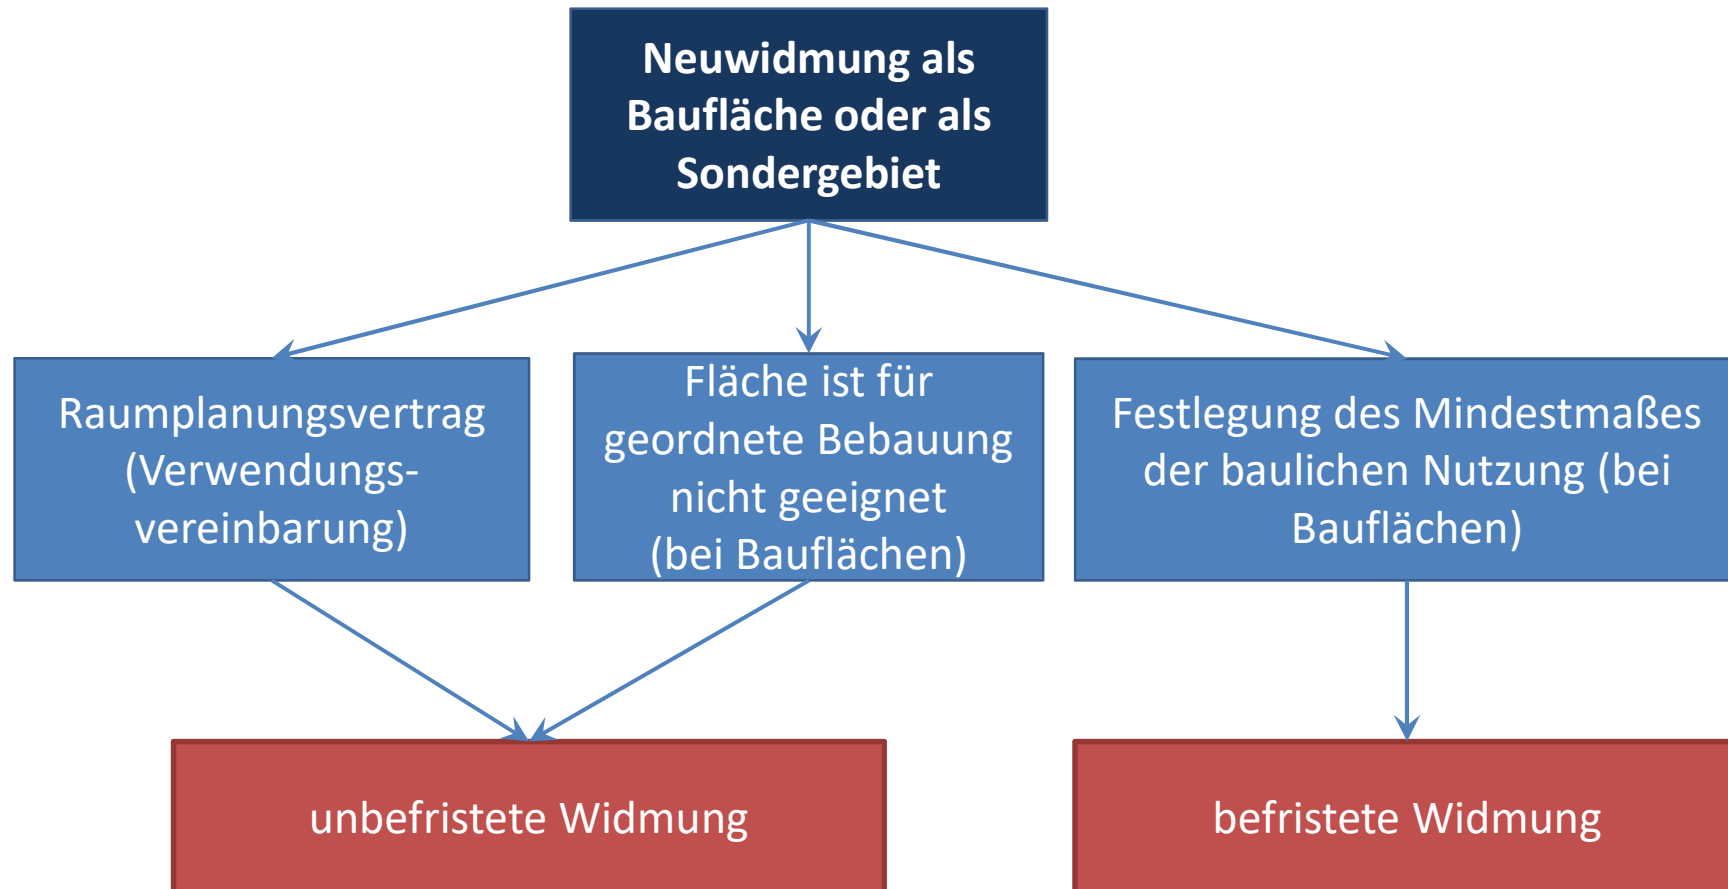 Neuwidmung als
Baufläche oder als
Sondergebiet
Raumplanungsvertrag
(Verwendungs-
vereinbarung)
Fläche ist für
geordnete Bebauung
nicht geeignet
(bei Bauflächen)
Festlegung des Mindestmaßes
der baulichen Nutzung (bei
Bauflächen)
unbefristete Widmung
befristete Widmung